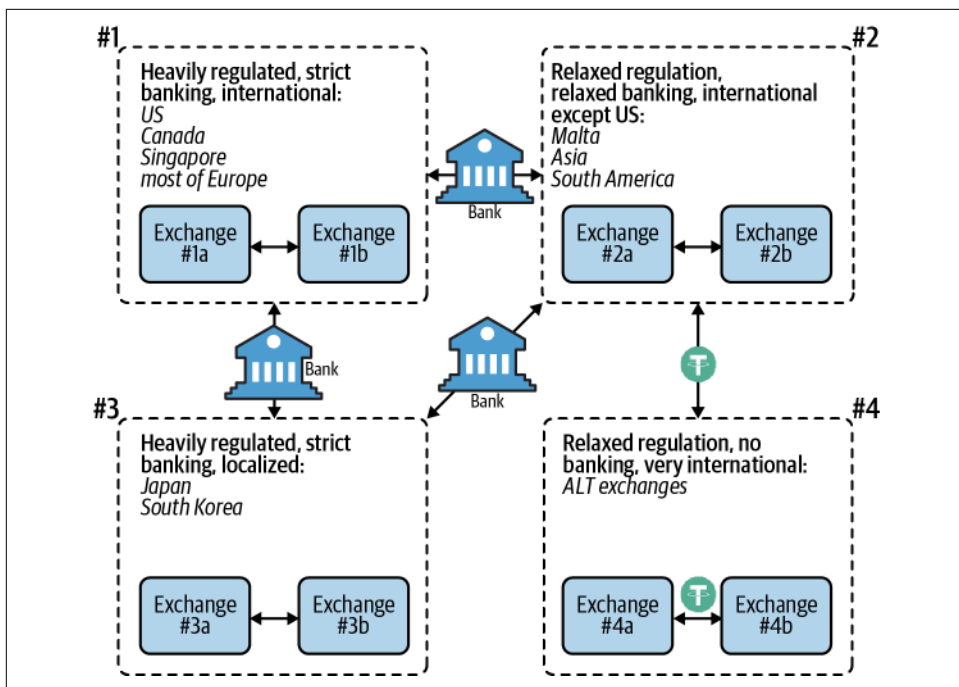 #1
Heavily regulated, strict
banking, international:
US
Canada
Singapore
most of Europe
Exchange
#1a
Exchange
#1b
Bank
#2
Relaxed regulation,
relaxed banking, international
except US:
Malta
Asia
South America
Exchange
#2a
Exchange
#2b
Bank
Bank
T
#3
Heavily regulated, strict
banking, localized:
Japan
South Korea
Exchange
#3a
Exchange
#3b
#4
Relaxed regulation, no
banking, very international:
ALT exchanges
Exchange
#4a
T
Exchange
#4b